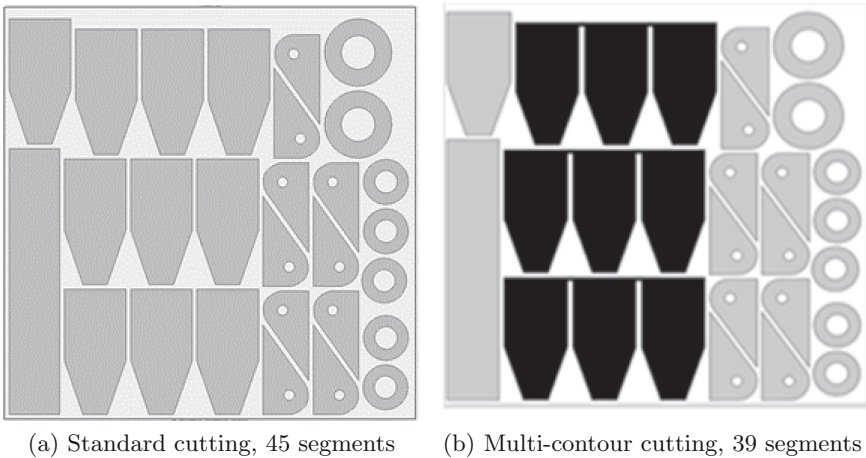 (a) Standard cutting, 45 segments
(b) Multi-contour cutting, 39 segments